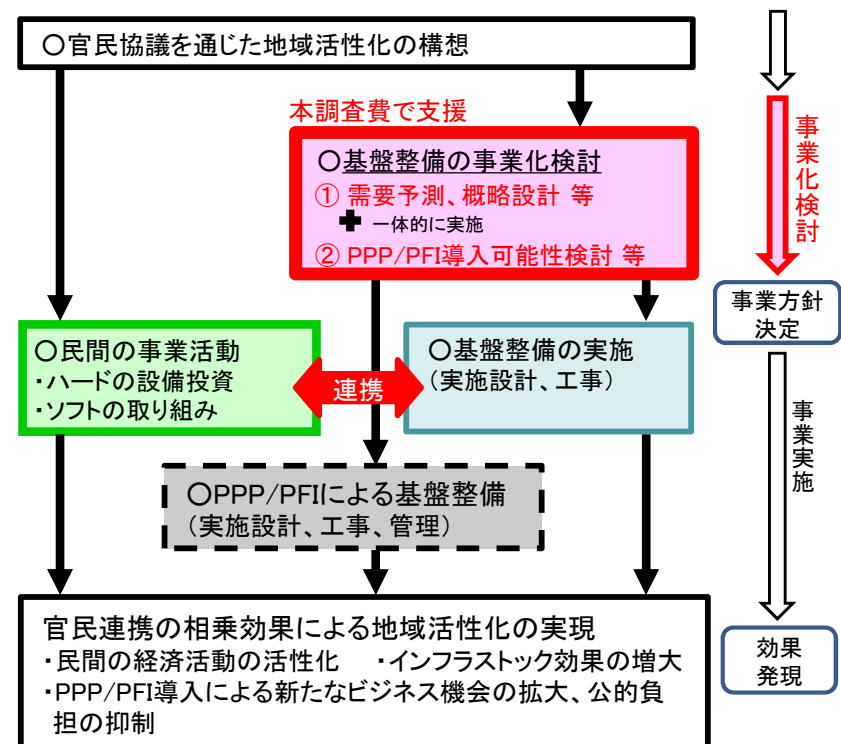 〇官民協議を通じた地域活性化の構想
本調査費で支援
〇基盤整備の事業化検討
① 需要予測、概略設計 等
✚ 一体的に実施
② PPP/PFI導入可能性検討 等
事業化検討
事業方針
決定
〇民間の事業活動
・ハードの設備投資
・ソフトの取り組み
連携
〇基盤整備の実施
(実施設計、工事)
事業実施
〇PPP/PFIによる基盤整備
(実施設計、工事、管理)
官民連携の相乗効果による地域活性化の実現
・民間の経済活動の活性化 ・インフラストック効果の増大
・PPP/PFI導入による新たなビジネス機会の拡大、公的負
担の抑制
効果
発現